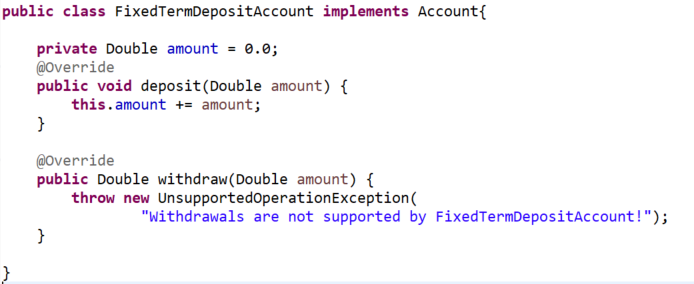 public class FixedTermDepositAccount implements Account{
private Double amount = 0.0;
@Override
public void deposit(Double amount) {
this.amount += amount;
}
@Override
public Double withdraw(Double amount) {
throw new UnsupportedOperationException(
"Withdrawals are not supported by FixedTermDepositAccount!");
}
}